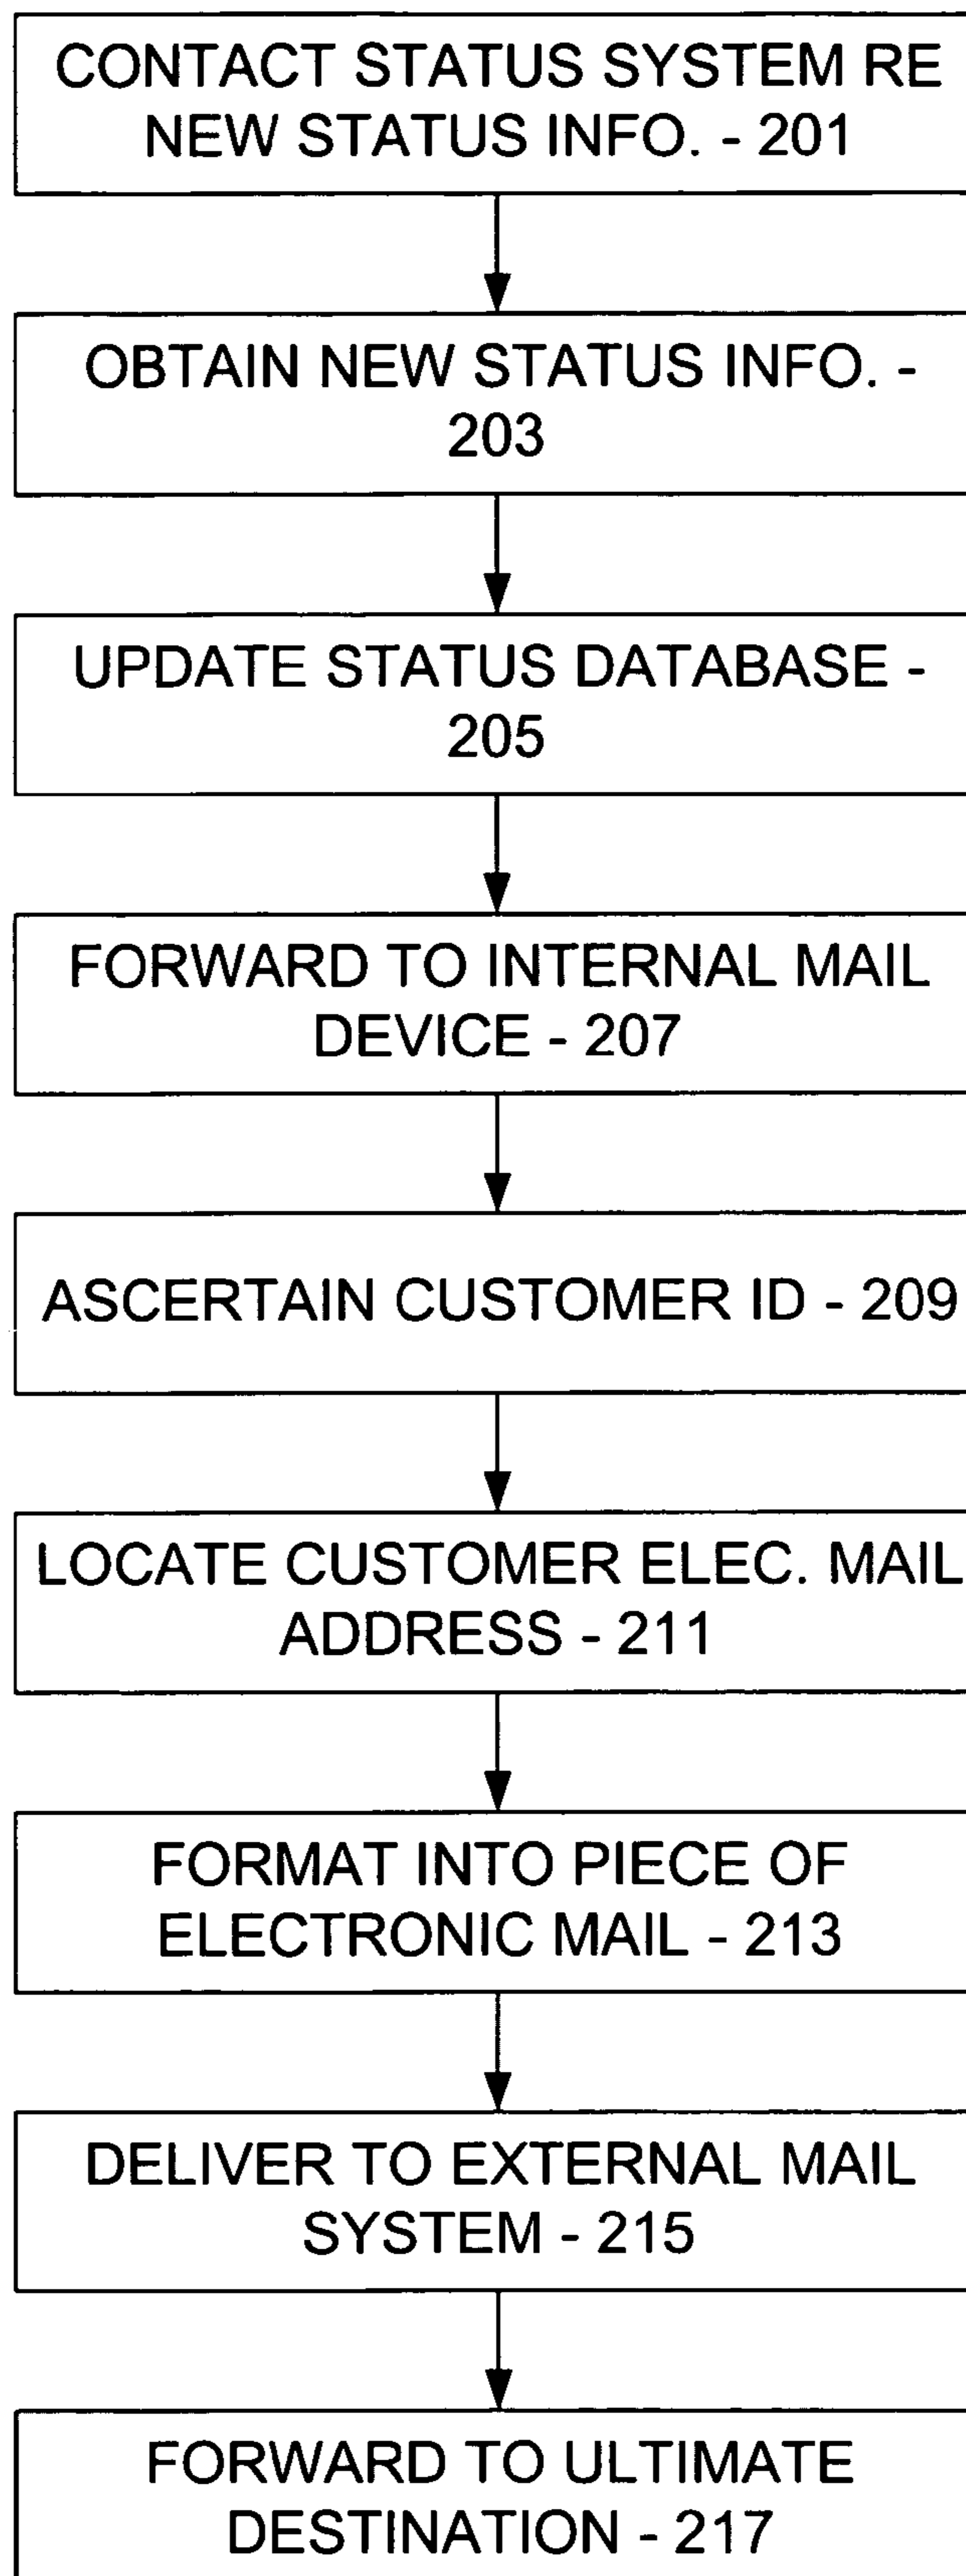 CONTACT STATUS SYSTEM RE
NEW STATUS INFO. - 201
OBTAIN NEW STATUS INFO. -
203
UPDATE STATUS DATABASE -
205
FORWARD TO INTERNAL MAIL
DEVICE - 207
ASCERTAIN CUSTOMER ID - 209
LOCATE CUSTOMER ELEC. MAIL
ADDRESS - 211
FORMAT INTO PIECE OF
ELECTRONIC MAIL - 213
DELIVER TO EXTERNAL MAIL
SYSTEM - 215
FORWARD TO ULTIMATE
DESTINATION - 217